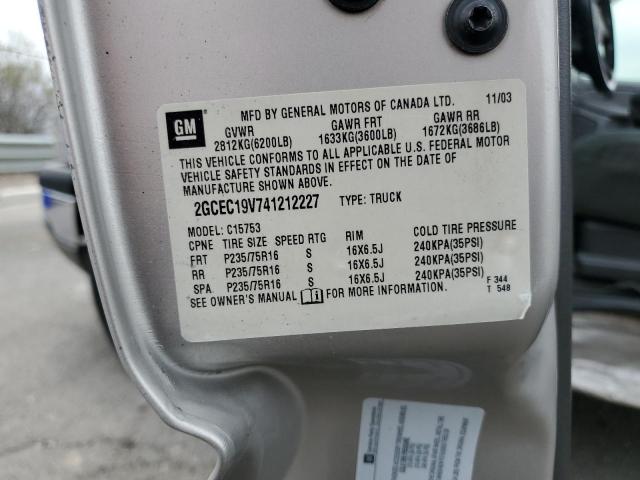 MFD BY GENERAL MOTORS OF CANADA LTD. 11/03
GM
GVWR GAWR FRT GAWR RR
2812KG(6200LB) 1633KG(3600LB) 1672KG(3686LB)
THIS VEHICLE CONFORMS TO ALL APPLICABLE U.S. FEDERAL MOTOR
VEHICLE SAFETY STANDARDS IN EFFECT ON THE DATE OF
MANUFACTURE SHOWN ABOVE.
2GCEC19V741212227 TYPE: TRUCK
MODEL: C15753
CPNE TIRE SIZE SPEED RTG RIM COLD TIRE PRESSURE
FRT P235/75R16 S 16X6.5J 240KPA(35PSI)
RR P235/75R16 S 16X6.5J 240KPA(35PSI)
SPA P235/75R16 S 16X6.5J 240KPA(35PSI)
SEE OWNER'S MANUAL FOR MORE INFORMATION.
F 344
T 548
GM